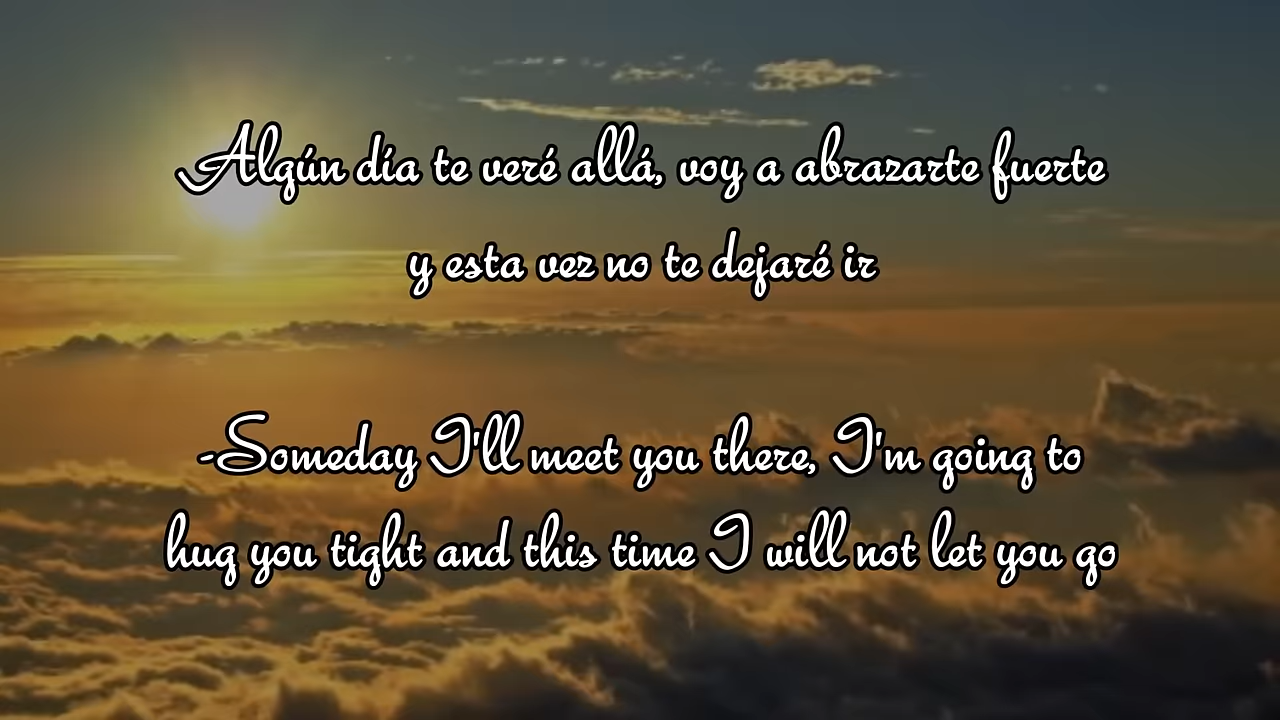 Algún día te veré allá, voy a abrazarte fuerte
y esta vez no te dejaré ir
-Someday I'll meet you there, I'm going to
hug you tight and this time I will not let you go